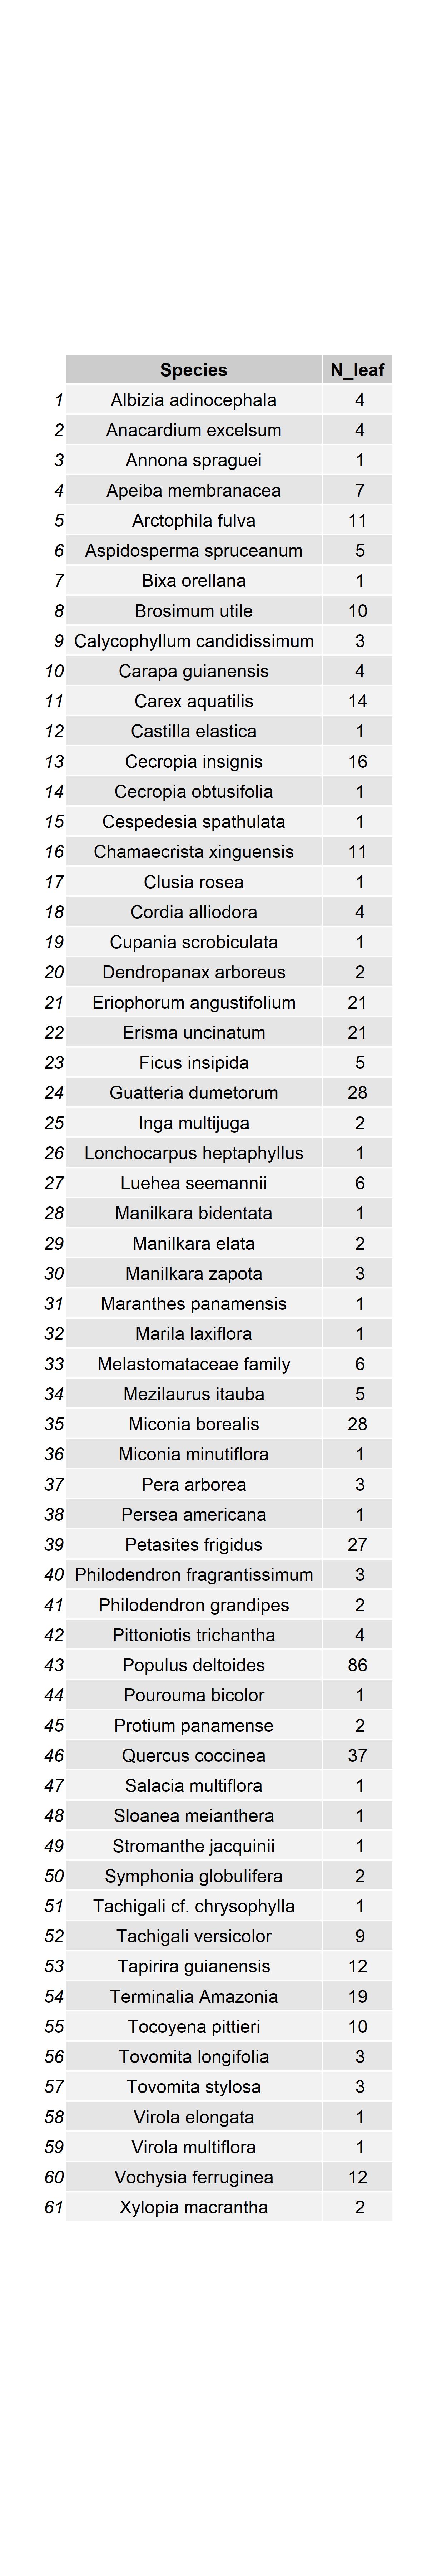 Species N_leaf
1 Albizia adinocephala 4
2 Anacardium excelsum 4
3 Annona spraguei 1
4 Apeiba membranacea 7
5 Arctophila fulva 11
6 Aspidosperma spruceanum 5
7 Bixa orellana 1
8 Brosimum utile 10
9 Calycophyllum candidissimum 3
10 Carapa guianensis 4
11 Carex aquatilis 14
12 Castilla elastica 1
13 Cecropia insignis 16
14 Cecropia obtusifolia 1
15 Cespedesia spathulata 1
16 Chamaecrista xinguensis 11
17 Clusia rosea 1
18 Cordia alliodora 4
19 Cupania scrobiculata 1
20 Dendropanax arboreus 2
21 Eriophorum angustifolium 21
22 Erisma uncinatum 21
23 Ficus insipida 5
24 Guatteria dumetorum 28
25 Inga multijuga 2
26 Lonchocarpus heptaphyllus 1
27 Luehea seemannii 6
28 Manilkara bidentata 1
29 Manilkara elata 2
30 Manilkara zapota 3
31 Maranthes panamensis 1
32 Marila laxiflora 1
33 Melastomataceae family 6
34 Mezilaurus itauba 5
35 Miconia borealis 28
36 Miconia minutiflora 1
37 Pera arborea 3
38 Persea americana 1
39 Petasites frigidus 27
40 Philodendron fragrantissimum 3
41 Philodendron grandipes 2
42 Pittoniotis trichantha 4
43 Populus deltoides 86
44 Pourouma bicolor 1
45 Protium panamense 2
46 Quercus coccinea 37
47 Salacia multiflora 1
48 Sloanea meianthera 1
49 Stromanthe jacquinii 1
50 Symphonia globulifera 2
51 Tachigali cf. chrysophylla 1
52 Tachigali versicolor 9
53 Tapirira guianensis 12
54 Terminalia Amazonia 19
55 Tocoyena pittieri 10
56 Tovomita longifolia 3
57 Tovomita stylosa 3
58 Virola elongata 1
59 Virola multiflora 1
60 Vochysia ferruginea 12
61 Xylopia macrantha 2